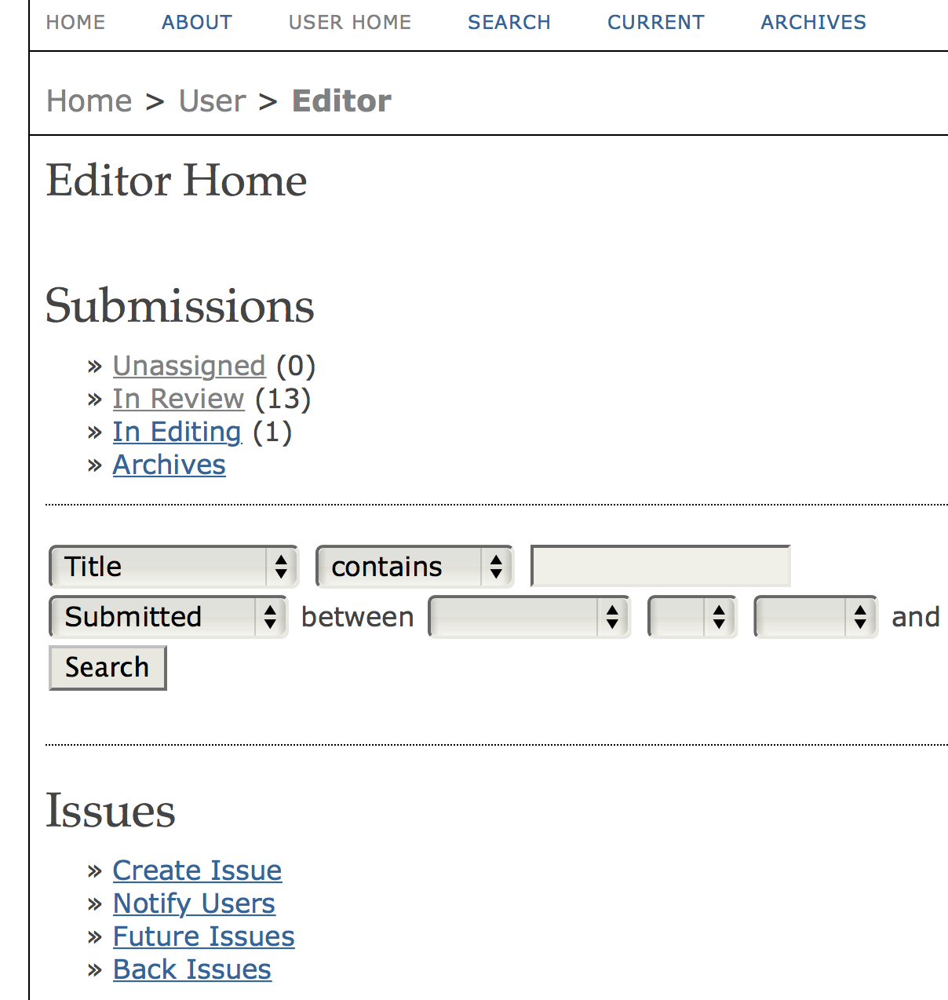 HOME ABOUT USER HOME SEARCH CURRENT ARCHIVES
Home > User > Editor
Editor Home
Submissions
» Unassigned (0)
» In Review (13)
» In Editing (1)
» Archives
Title contains
Submitted between and
Search
Issues
» Create Issue
» Notify Users
» Future Issues
» Back Issues